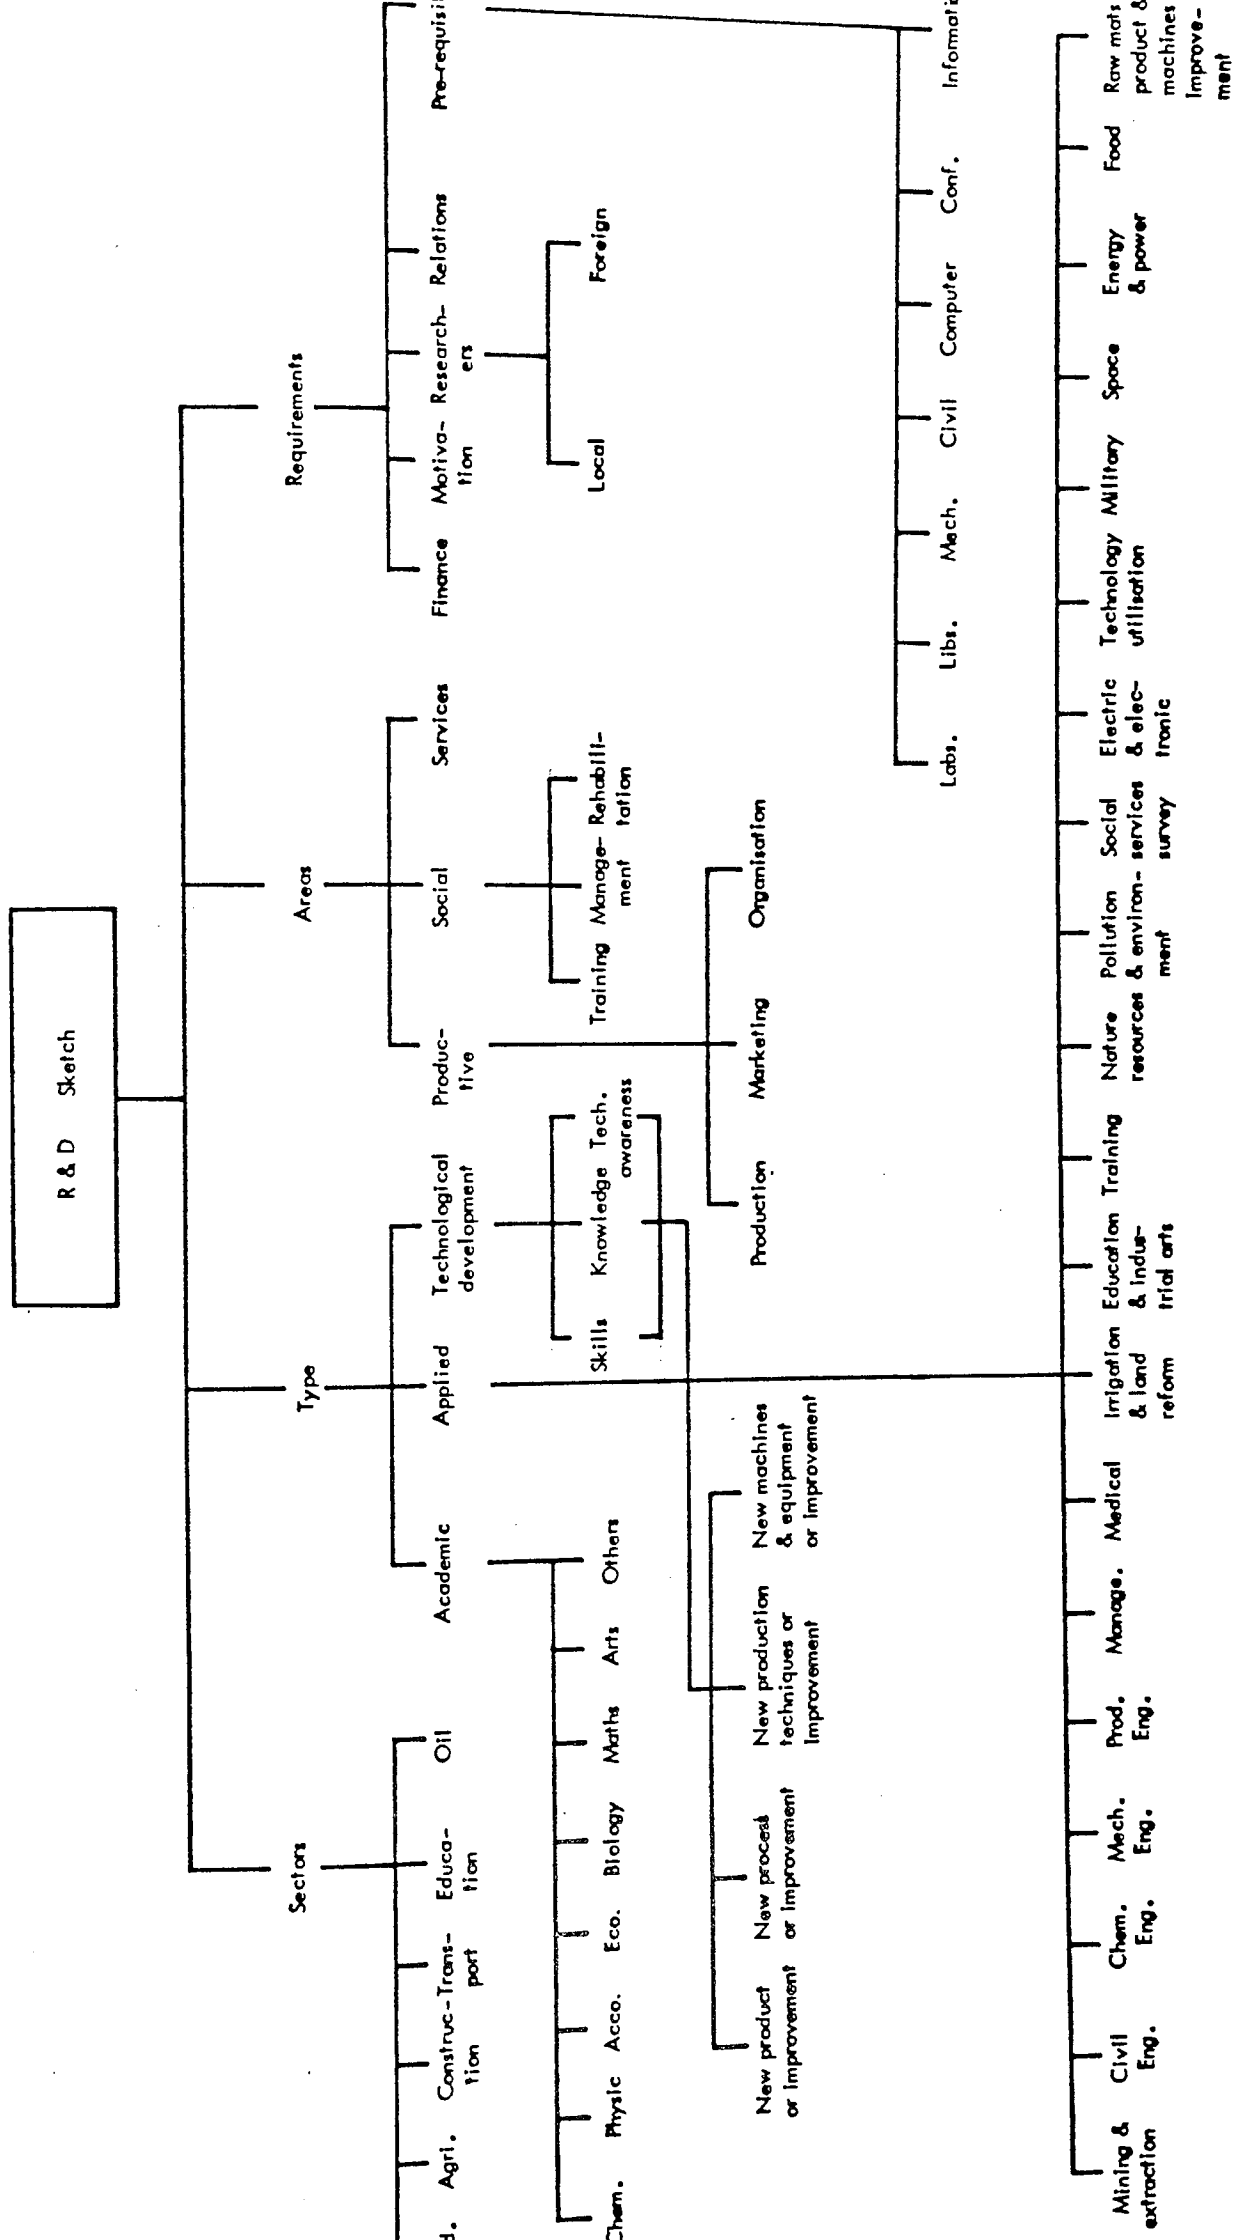 R & D Sketch
Sectors Type Areas Requirements
d. Agri. Construc- Trans- Educa- Oil Academic Applied Technological Produc- Social Services Finance Motiva- Research- Relations Pre-requisi
tion port tion development tive tion ers
Chem. Physic Acco. Eco. Biology Maths Arts Others Skills Knowledge Tech. Training Manage- Rehabili- Local Foreign
awareness ment tation
New product New process New production New machines Production Marketing Organisation
or improvement or improvement techniques or & equipment
improvement or improvement
Labs. Libs. Mech. Civil Computer Conf. Informati
Mining & Civil Chem. Mech. Prod. Manage. Medical Irrigation Education Training Nature Pollution Social Electric Technology Military Space Energy Food Raw mats
extraction Eng. Eng. Eng. Eng. & land & indus- resources & environ- services & elec- utilisation & power product &
reform trial arts ment survey tronic machines
improve-
ment